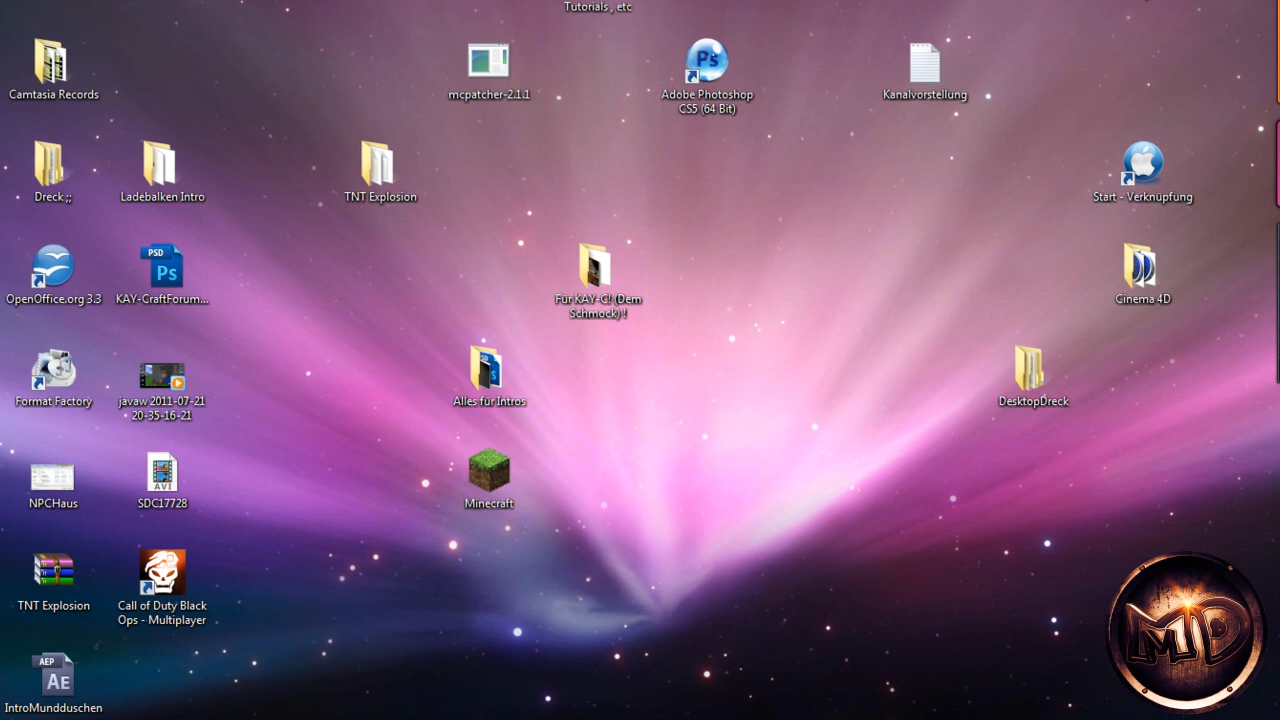 Tutorials , etc
Camtasia Records
mcpatcher-2.1.1
Ps
Adobe Photoshop
CS5 (64 Bit)
Kanalvorstellung
Dreck ;;
Ladebalken Intro
TNT Explosion
Start - Verknüpfung
OpenOffice.org 3.3
PSD
Ps
KAY-CraftForum...
Für KAY-C! (Dem
Schmock) !
Cinema 4D
Format Factory
javaw 2011-07-21
20-35-16-21
Alles für Intros
DesktopDreck
NPCHaus
AVI
SDC17728
Minecraft
TNT Explosion
Call of Duty Black
Ops - Multiplayer
AEP
AE
IntroMundduschen
MD